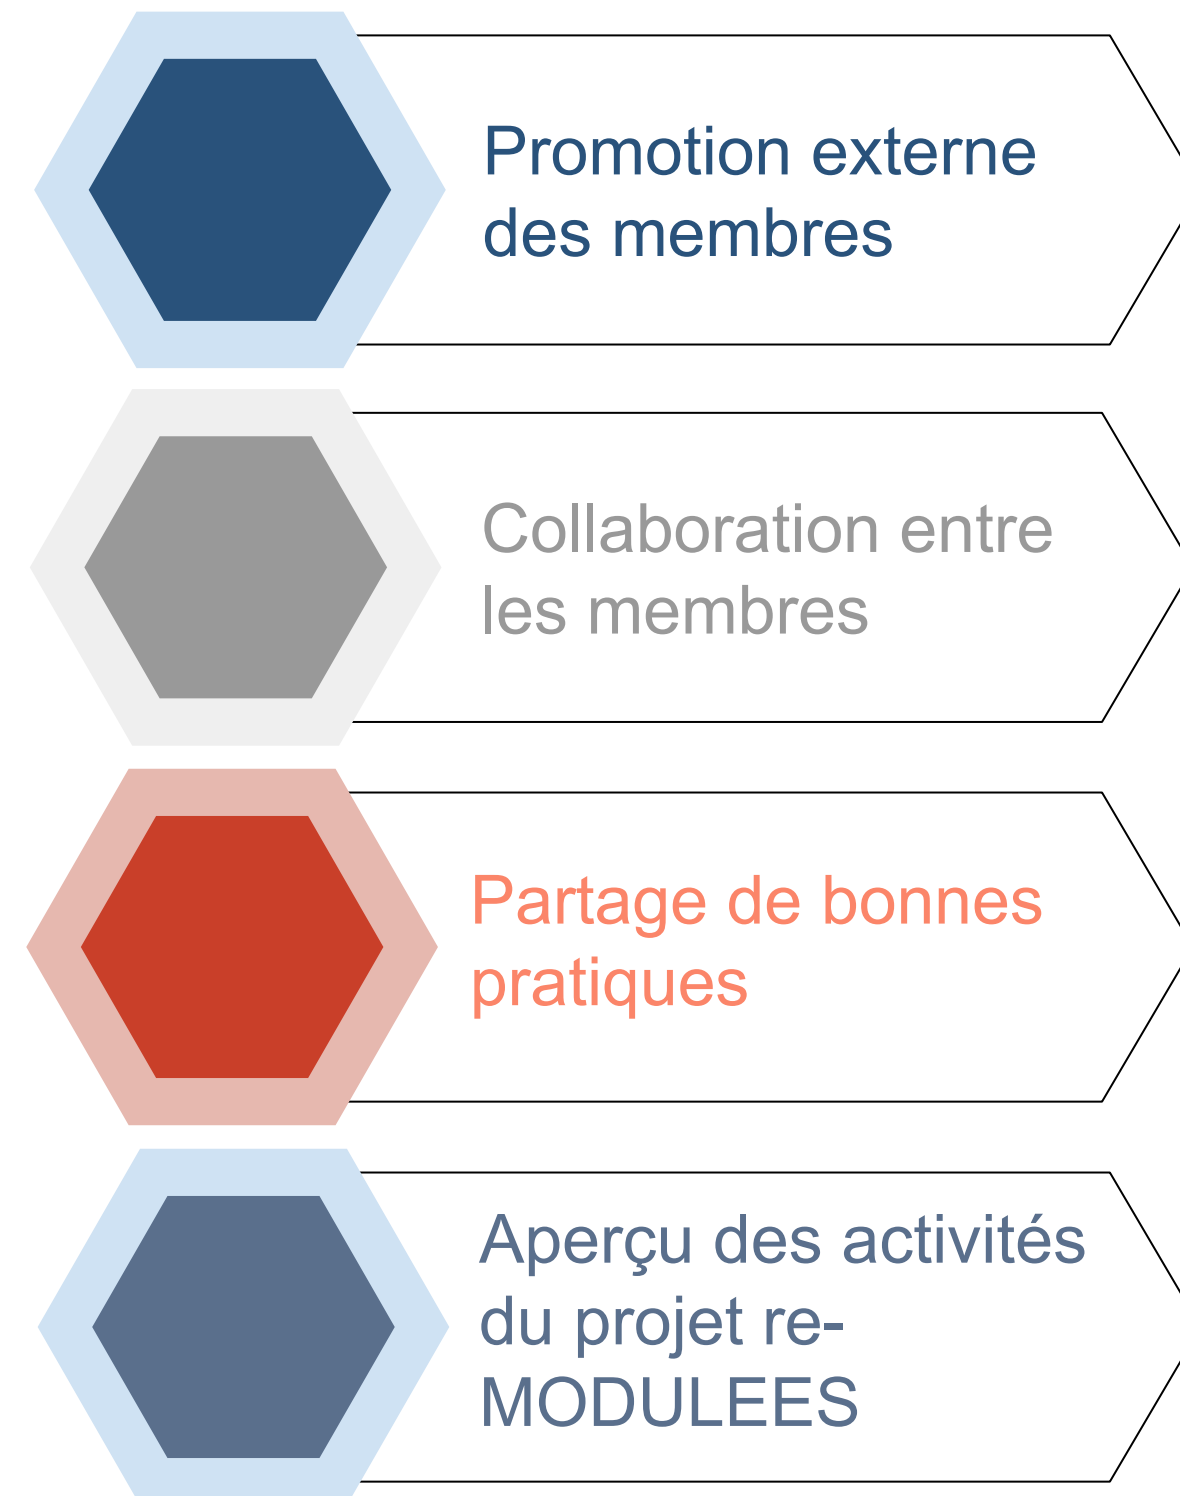 Promotion externe
des membres
Collaboration entre
les membres
Partage de bonnes
pratiques
Aperçu des activités
du projet re-
MODULEES